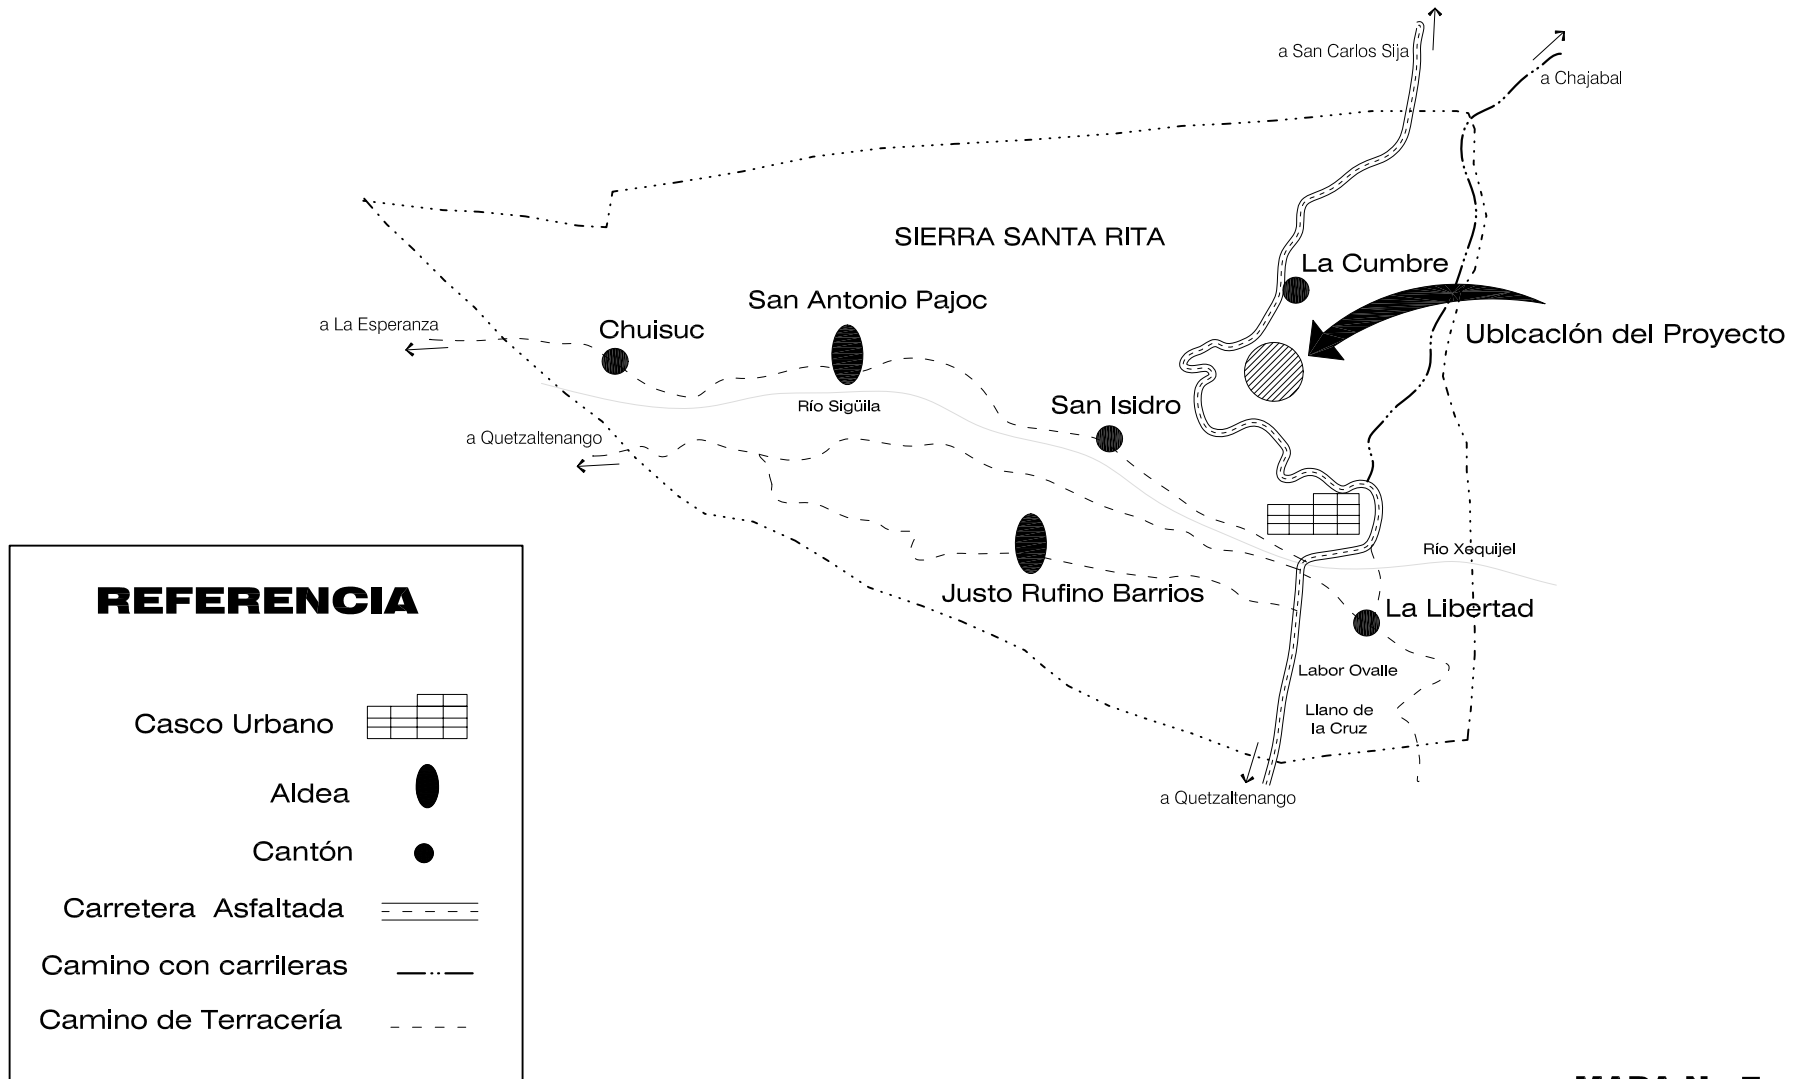 a San Carlos Sija
a Chajabal
SIERRA SANTA RITA
La Cumbre
San Antonio Pajoc
a La Esperanza
Chuisuc
Ubicación del Proyecto
Río Sigüila
San Isidro
a Quetzaltenango
Río Xequijel
Justo Rufino Barrios
La Libertad
Labor Ovalle
Llano de
la Cruz
a Quetzaltenango
REFERENCIA
Casco Urbano
Aldea
Cantón
Carretera Asfaltada
Camino con carrileras
Camino de Terracería